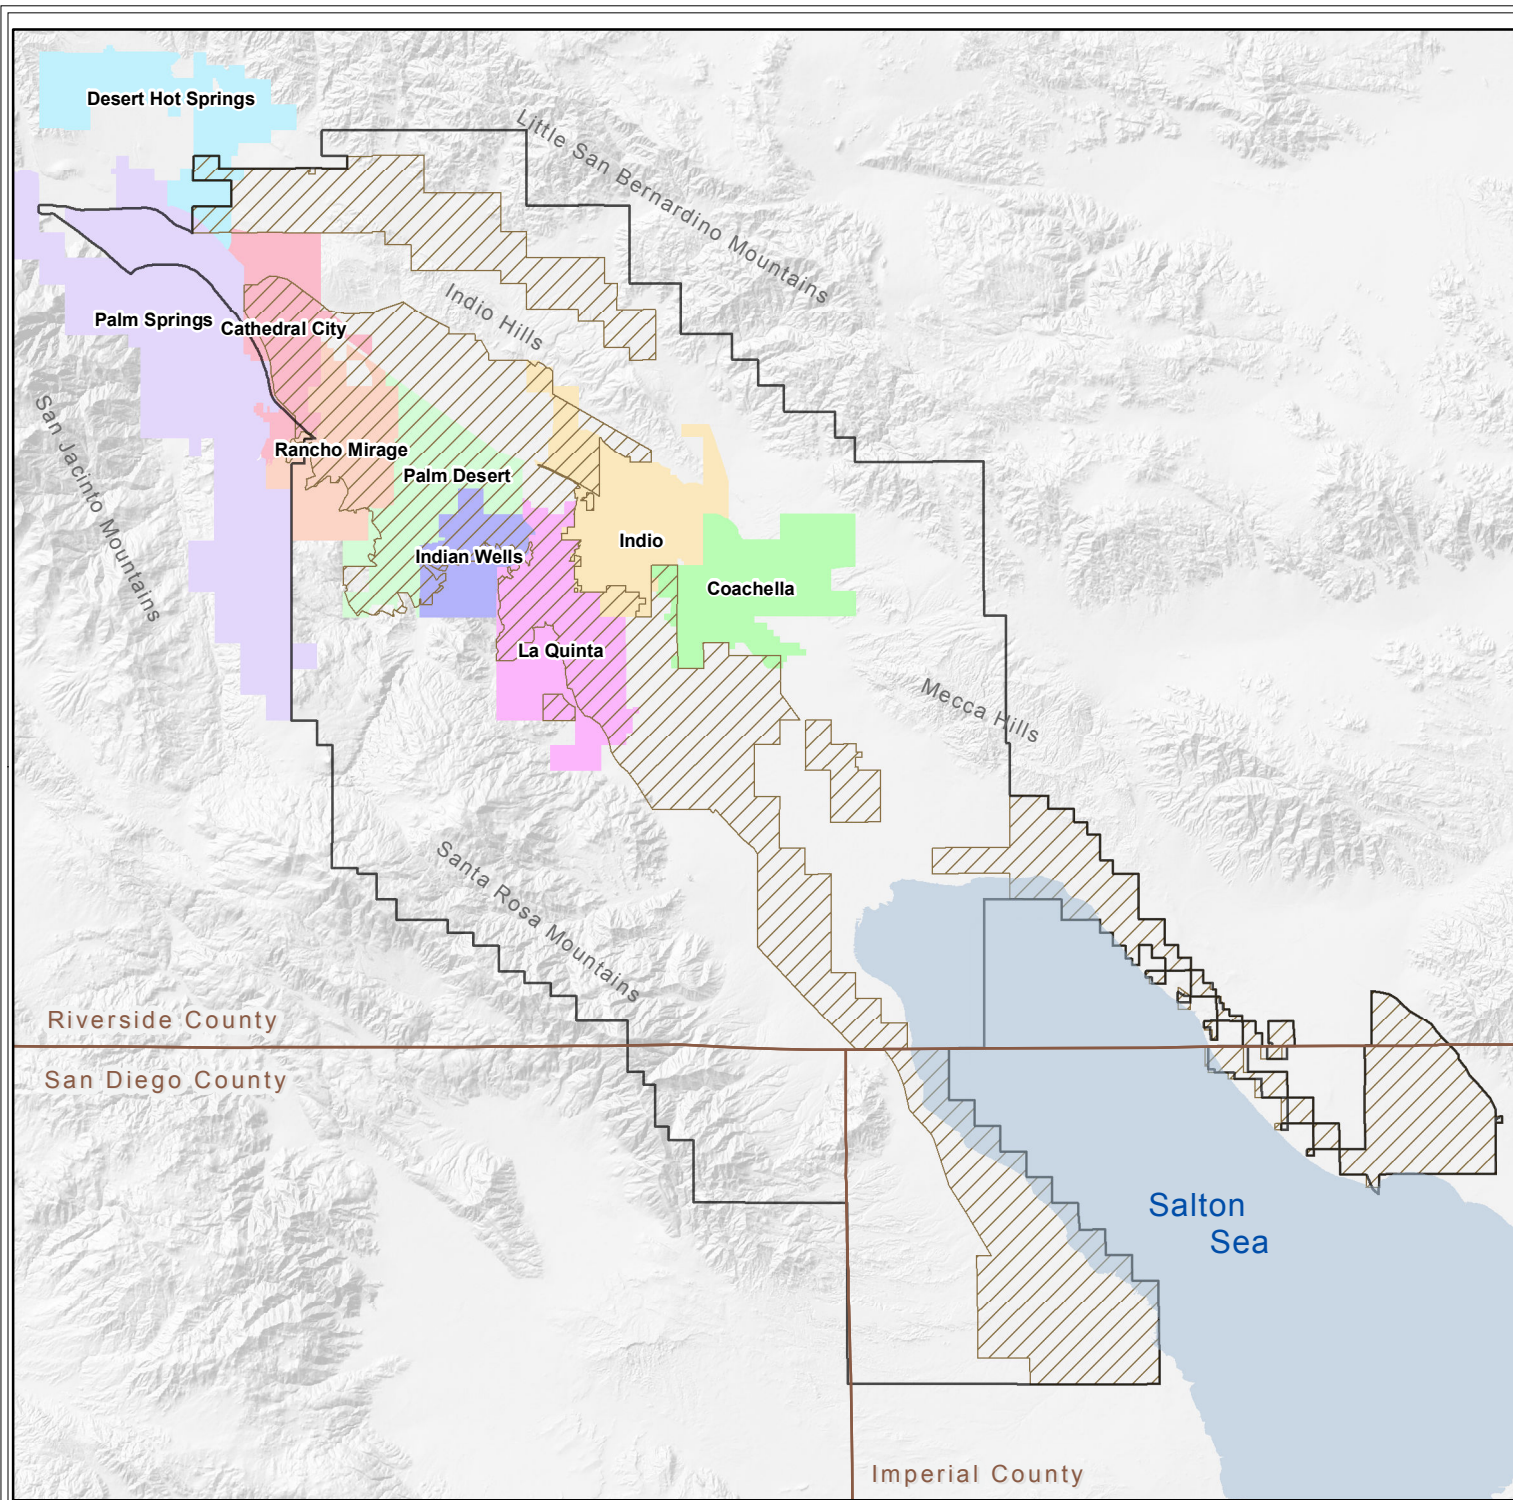 Desert Hot Springs
Little San Bernardino Mountains
Indio Hills
Palm Springs
Cathedral City
San Jacinto Mountains
Rancho Mirage
Palm Desert
Indio
Indian Wells
Coachella
La Quinta
Mecca Hills
Santa Rosa Mountains
Riverside County
San Diego County
Salton
Sea
Imperial County